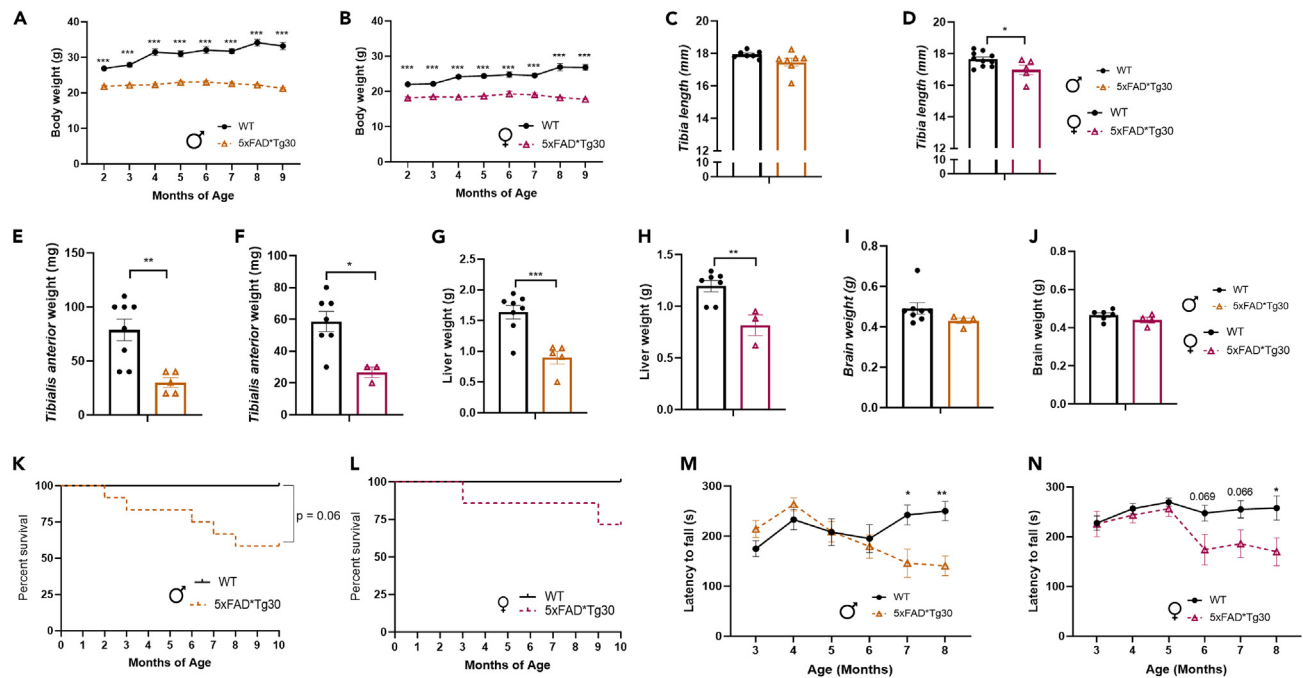 A
Body weight (g)
40
30
20
10
0
*** *** *** *** *** *** *** ***
♂
WT
5xFAD*Tg30
2 3 4 5 6 7 8 9
Months of Age
B
Body weight (g)
40
30
20
10
0
*** *** *** *** *** *** *** ***
♀
WT
5xFAD*Tg30
2 3 4 5 6 7 8 9
Months of Age
C
Tibia length (mm)
20
18
16
14
12
10
0
D
Tibia length (mm)
20
18
16
14
12
10
0
*
♂
WT
5xFAD*Tg30
♀
WT
5xFAD*Tg30
E
Tibialis anterior weight (mg)
150
100
50
0
**
F
Tibialis anterior weight (mg)
100
80
60
40
20
0
*
G
Liver weight (g)
2.5
2.0
1.5
1.0
0.5
0.0
***
H
Liver weight (g)
1.5
1.0
0.5
0.0
**
I
Brain weight (g)
0.8
0.6
0.4
0.2
0.0
J
Brain weight (g)
0.8
0.6
0.4
0.2
0.0
♂
WT
5xFAD*Tg30
♀
WT
5xFAD*Tg30
K
Percent survival
100
75
50
25
0
p = 0.06
♂
WT
5xFAD*Tg30
0 1 2 3 4 5 6 7 8 9 10
Months of Age
L
Percent survival
100
75
50
25
0
♀
WT
5xFAD*Tg30
0 1 2 3 4 5 6 7 8 9 10
Months of Age
M
Latency to fall (s)
300
200
100
0
* **
♂
WT
5xFAD*Tg30
3 4 5 6 7 8
Age (Months)
N
Latency to fall (s)
300
200
100
0
0.069 0.066 *
♀
WT
5xFAD*Tg30
3 4 5 6 7 8
Age (Months)